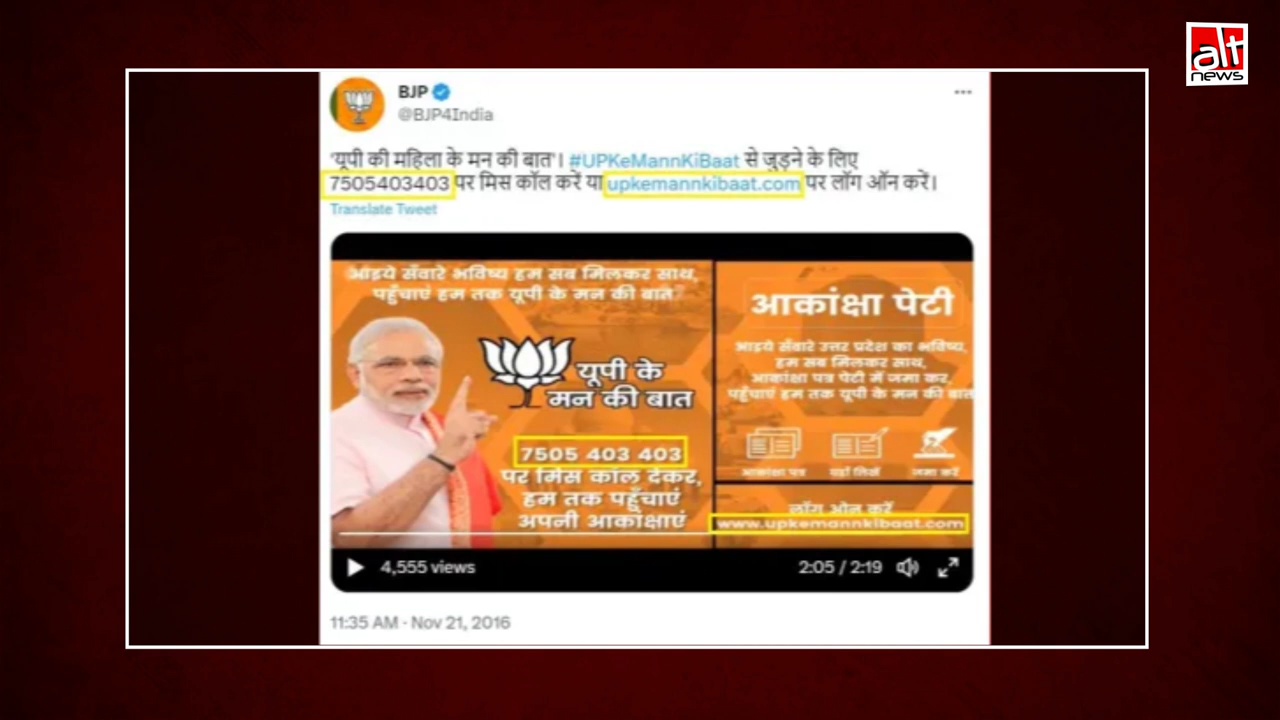 alt
news
BJP
@BJP4India
'यूपी की महिला के मन की बात'। #UPKeMannKiBaat से जुड़ने के लिए
7505403403 पर मिस कॉल करें या upkemannkibaat.com पर लॉग ऑन करें।
Translate Tweet
आइये सँवारे भविष्य हम सब मिलकर साथ,
पहुँचाएं हम तक यूपी के मन की बात
यूपी के
मन की बात
7505 403 403
पर मिस कॉल देकर,
हम तक पहुँचाएं
अपनी आकांक्षाएं
आकांक्षा पेटी
आइये सँवारे उत्तर प्रदेश का भविष्य,
हम सब मिलकर साथ,
आकांक्षा पत्र पेटी में जमा कर,
पहुँचाएं हम तक यूपी के मन की बात
आकांक्षा पत्र यहाँ लिखें जमा करें
लॉग ओन करें
www.upkemannkibaat.com
4,555 views 2:05 / 2:19
11:35 AM · Nov 21, 2016